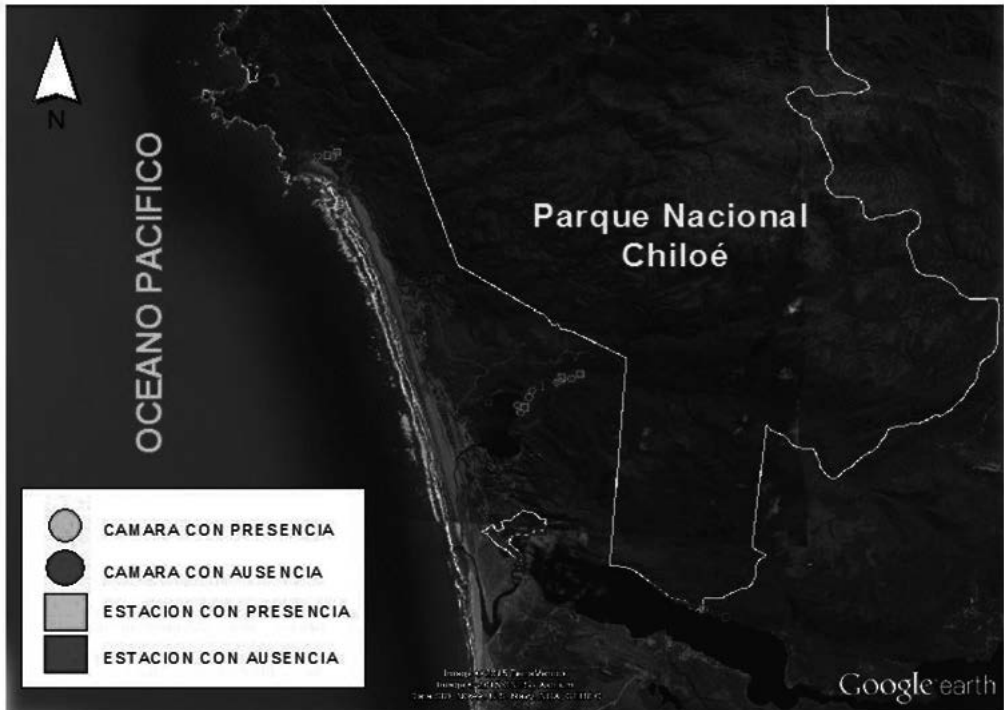 N
OCEANO PACIFICO
Parque Nacional
Chiloé
CAMARA CON PRESENCIA
CAMARA CON AUSENCIA
ESTACION CON PRESENCIA
ESTACION CON AUSENCIA
Google earth